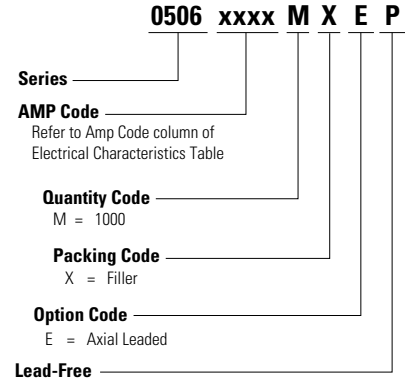 0506 xxxx M X E P
Series
AMP Code
Refer to Amp Code column of
Electrical Characteristics Table
Quantity Code
M = 1000
Packing Code
X = Filler
Option Code
E = Axial Leaded
Lead-Free